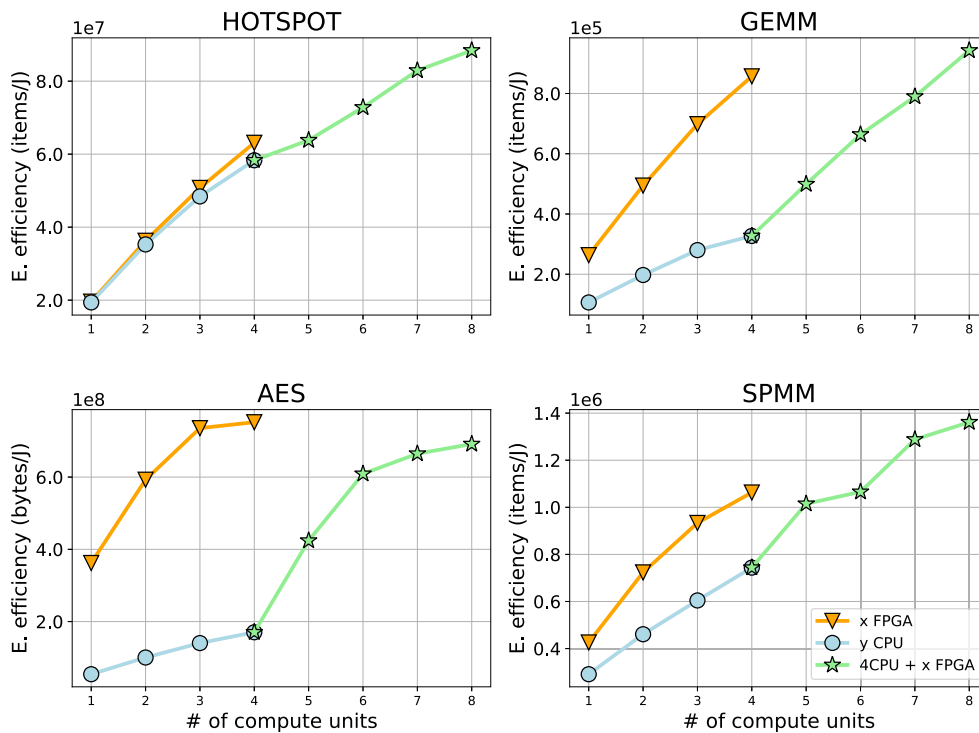 HOTSPOT
1e7
E. efficiency (items/J)
8.0
6.0
4.0
2.0
1 2 3 4 5 6 7 8
GEMM
1e5
E. efficiency (items/J)
8.0
6.0
4.0
2.0
1 2 3 4 5 6 7 8
AES
1e8
E. efficiency (bytes/J)
6.0
4.0
2.0
1 2 3 4 5 6 7 8
# of compute units
SPMM
1e6
E. efficiency (items/J)
1.4
1.2
1.0
0.8
0.6
0.4
x FPGA
y CPU
4CPU + x FPGA
1 2 3 4 5 6 7 8
# of compute units